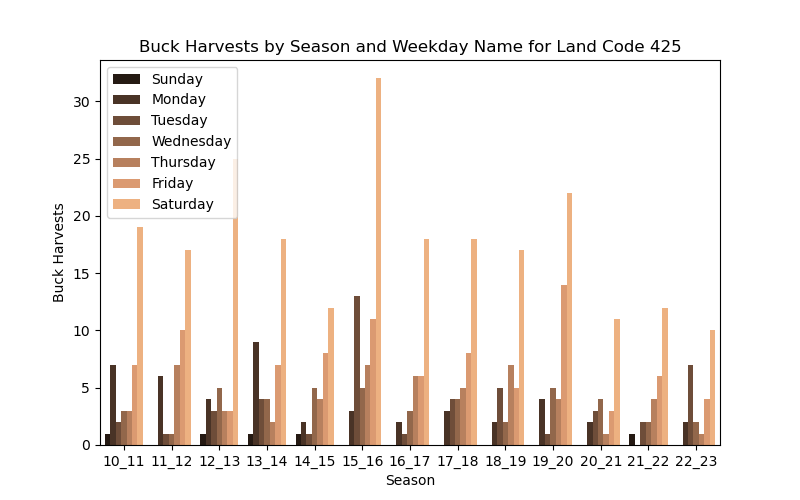 Buck Harvests by Season and Weekday Name for Land Code 425
Sunday
Monday
Tuesday
Wednesday
Thursday
Friday
Saturday
30
25
20
15
10
5
0
Buck Harvests
10_11 11_12 12_13 13_14 14_15 15_16 16_17 17_18 18_19 19_20 20_21 21_22 22_23
Season